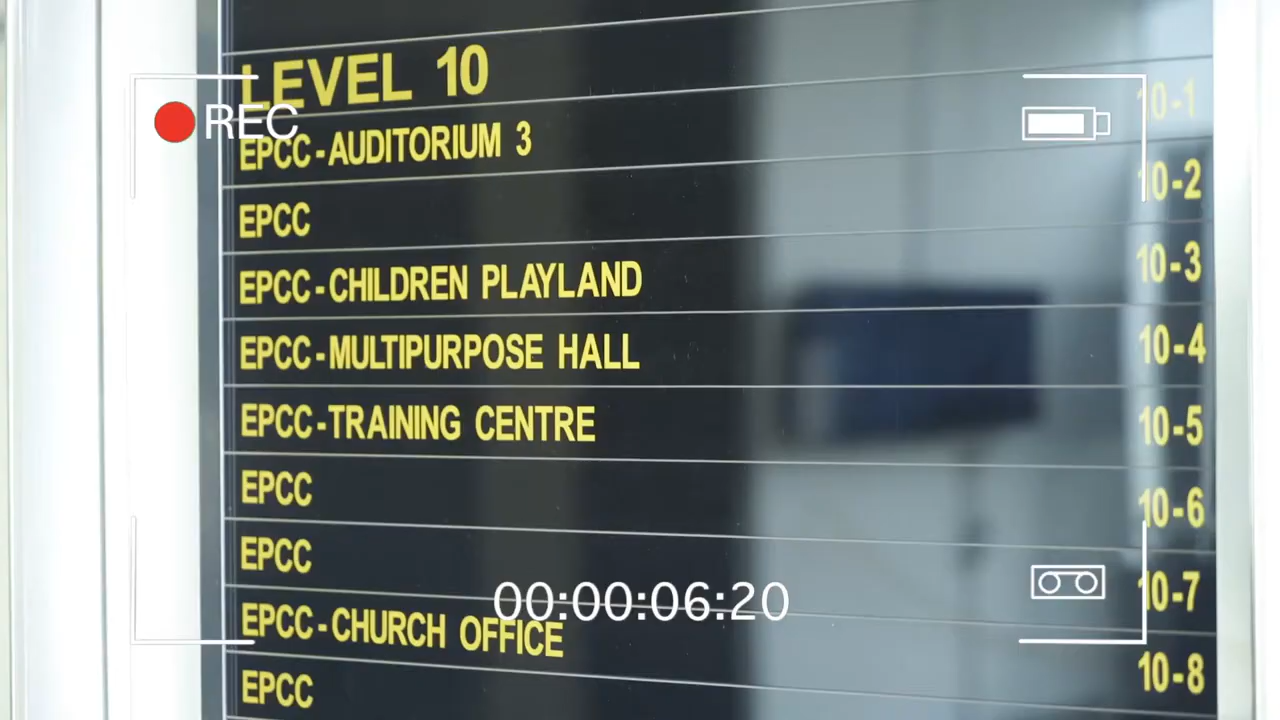 LEVEL 10
REC
EPCC-AUDITORIUM 3 10-1
EPCC 10-2
EPCC-CHILDREN PLAYLAND 10-3
EPCC-MULTIPURPOSE HALL 10-4
EPCC-TRAINING CENTRE 10-5
EPCC 10-6
EPCC 10-7
00:00:06:20
EPCC-CHURCH OFFICE 10-8
EPCC